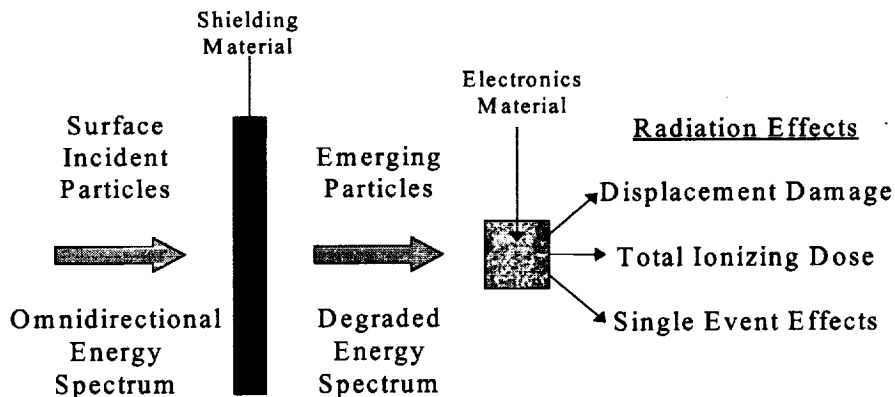 Shielding
Material
Surface
Incident
Particles
Omnidirectional
Energy
Spectrum
Emerging
Particles
Degraded
Energy
Spectrum
Electronics
Material
Radiation Effects
Displacement Damage
Total Ionizing Dose
Single Event Effects